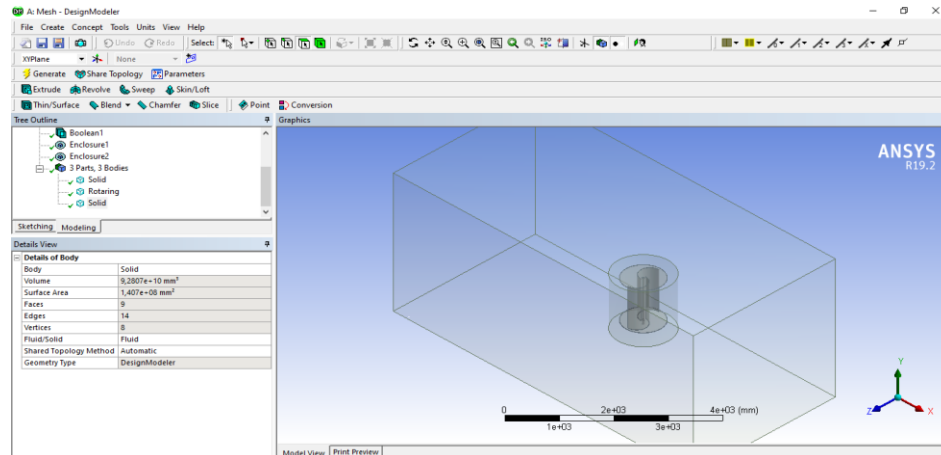 A: Mesh - DesignModeler
File Create Concept Tools Units View Help
Undo Redo Select:
XYPlane None
Generate Share Topology Parameters
Extrude Revolve Sweep Skin/Loft
Thin/Surface Blend Chamfer Slice Point Conversion
Tree Outline
Boolean1
Enclosure1
Enclosure2
3 Parts, 3 Bodies
Solid
Rotaring
Solid
Sketching Modeling
Details View
Details of Body
Body Solid
Volume 9,2807e+10 mm³
Surface Area 1,407e+08 mm²
Faces 9
Edges 14
Vertices 8
Fluid/Solid Fluid
Shared Topology Method Automatic
Geometry Type DesignModeler
Graphics
ANSYS
R19.2
Y
Z
X
0 2e+03 4e+03 (mm)
1e+03 3e+03
Model View Print Preview